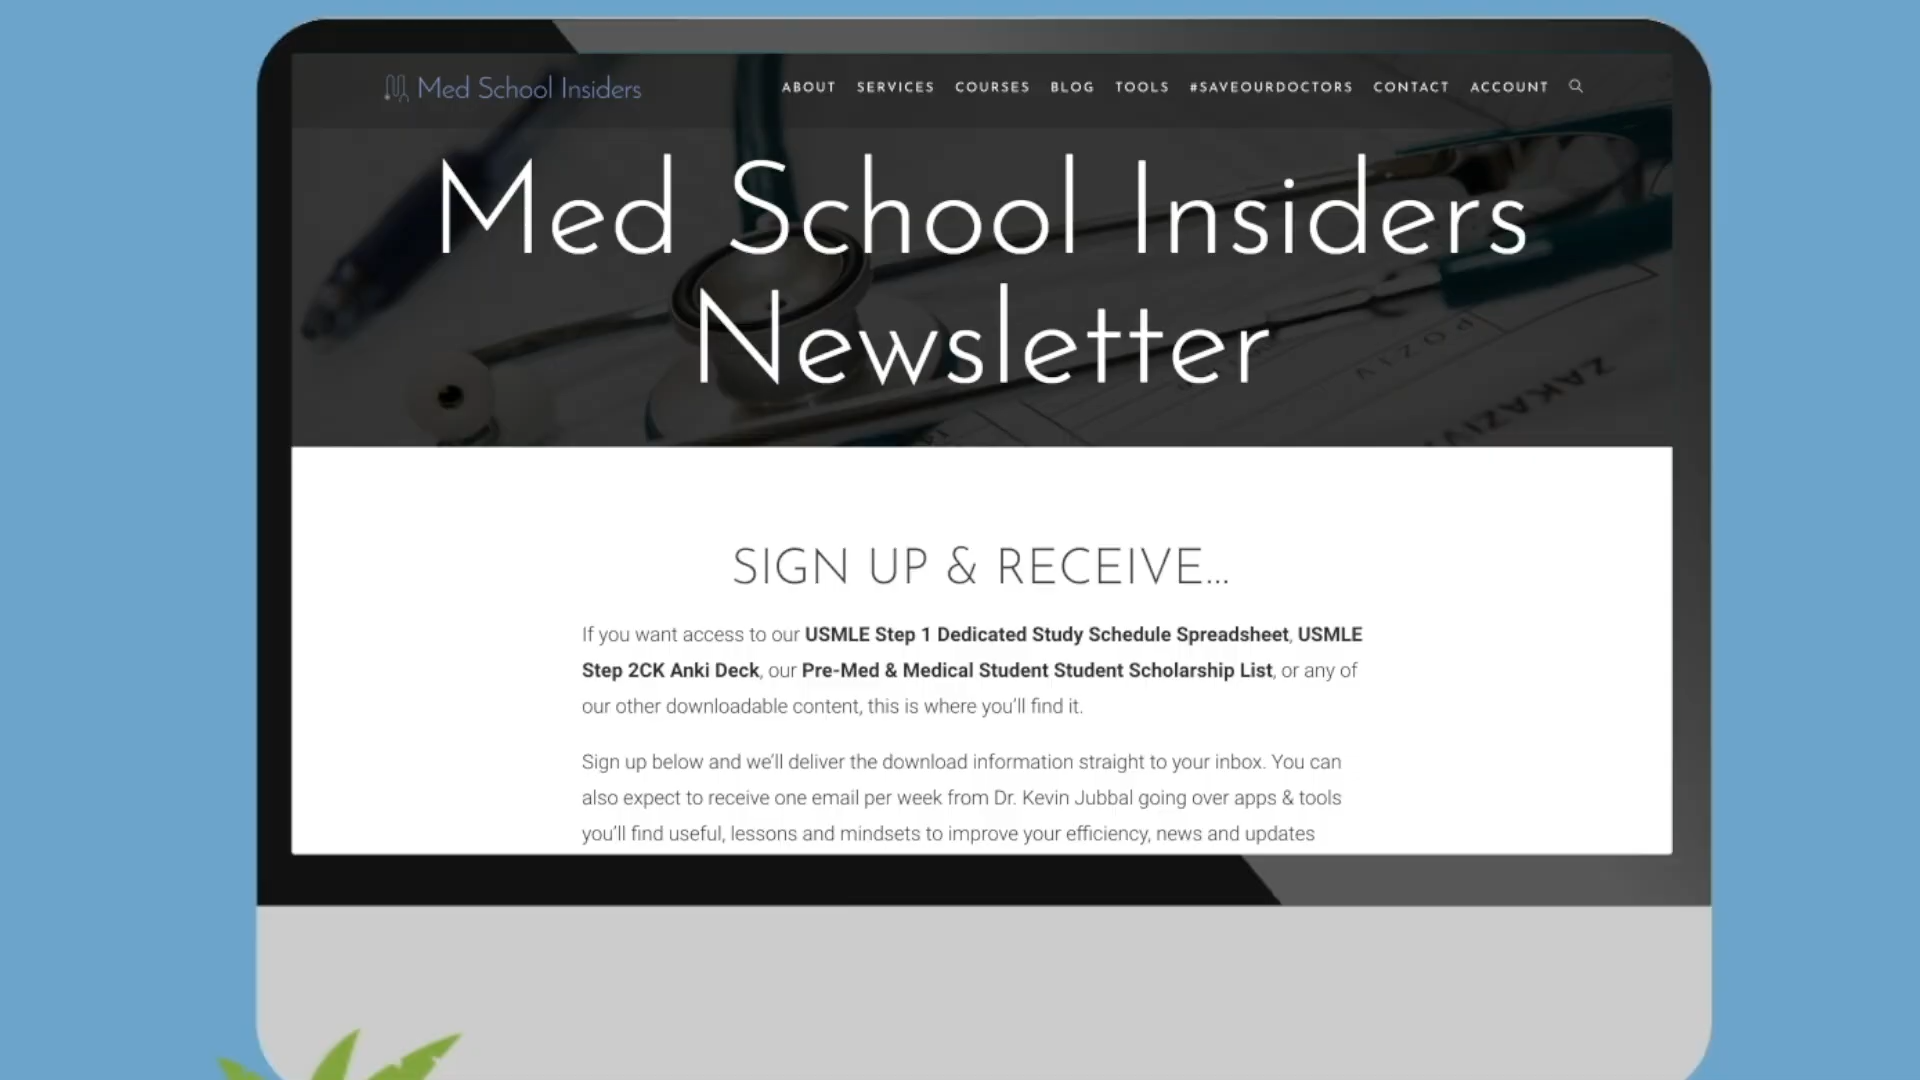 Med School Insiders
ABOUT SERVICES COURSES BLOG TOOLS #SAVEOURDOCTORS CONTACT ACCOUNT
Med School Insiders
Newsletter
POZIV
ZAKAZIV
SIGN UP & RECEIVE...
If you want access to our USMLE Step 1 Dedicated Study Schedule Spreadsheet, USMLE
Step 2CK Anki Deck, our Pre-Med & Medical Student Student Scholarship List, or any of
our other downloadable content, this is where you'll find it.
Sign up below and we'll deliver the download information straight to your inbox. You can
also expect to receive one email per week from Dr. Kevin Jubbal going over apps & tools
you'll find useful, lessons and mindsets to improve your efficiency, news and updates